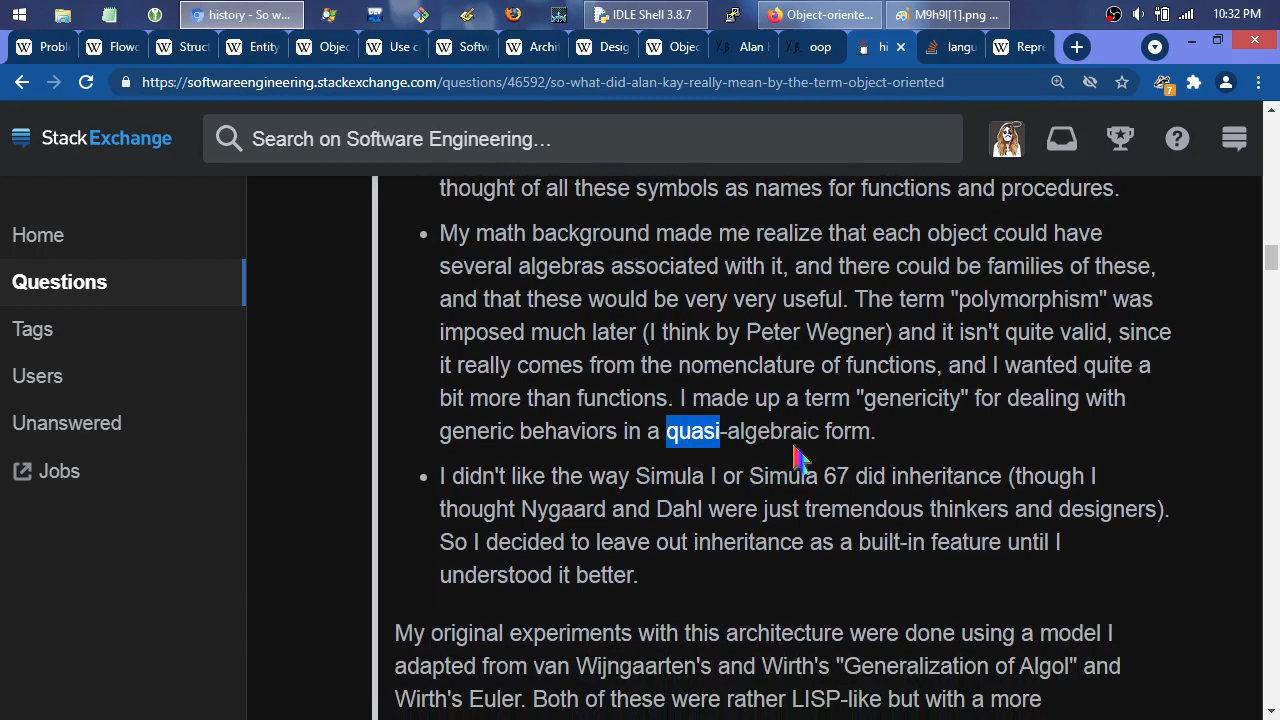 history - So w...
IDLE Shell 3.8.7
Object-oriente...
M9h9l[1].png - ...
10:32 PM
Probl
Flow
Struct
Entity
Objec
Use c
Softw
Archi
Desig
Objec
Alan
oop
hi
langu
Repre
https://softwareengineering.stackexchange.com/questions/46592/so-what-did-alan-kay-really-mean-by-the-term-object-oriented
7
StackExchange
Search on Software Engineering…
Home
Questions
Tags
Users
Unanswered
Jobs
thought of all these symbols as names for functions and procedures.
• My math background made me realize that each object could have
several algebras associated with it, and there could be families of these,
and that these would be very very useful. The term "polymorphism" was
imposed much later (I think by Peter Wegner) and it isn't quite valid, since
it really comes from the nomenclature of functions, and I wanted quite a
bit more than functions. I made up a term "genericity" for dealing with
generic behaviors in a quasi-algebraic form.
• I didn't like the way Simula I or Simula 67 did inheritance (though I
thought Nygaard and Dahl were just tremendous thinkers and designers).
So I decided to leave out inheritance as a built-in feature until I
understood it better.
My original experiments with this architecture were done using a model I
adapted from van Wijngaarten's and Wirth's "Generalization of Algol" and
Wirth's Euler. Both of these were rather LISP-like but with a more